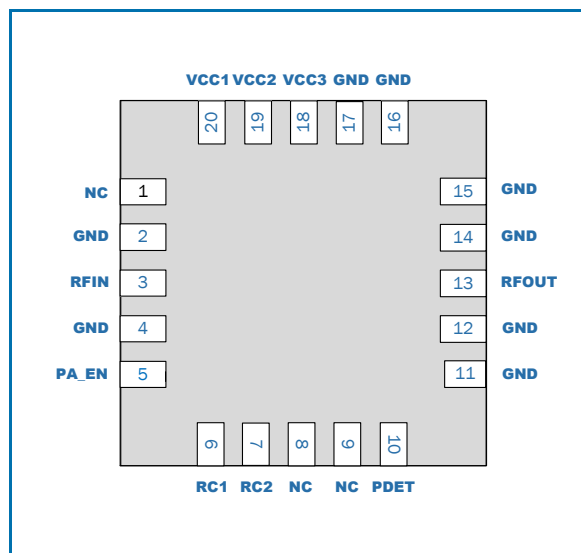 VCC1 VCC2 VCC3 GND GND
20 19 18 17 16
NC 1 15 GND
GND 2 14 GND
RFIN 3 13 RFOUT
GND 4 12 GND
PA_EN 5 11 GND
6 7 8 9 10
RC1 RC2 NC NC PDET